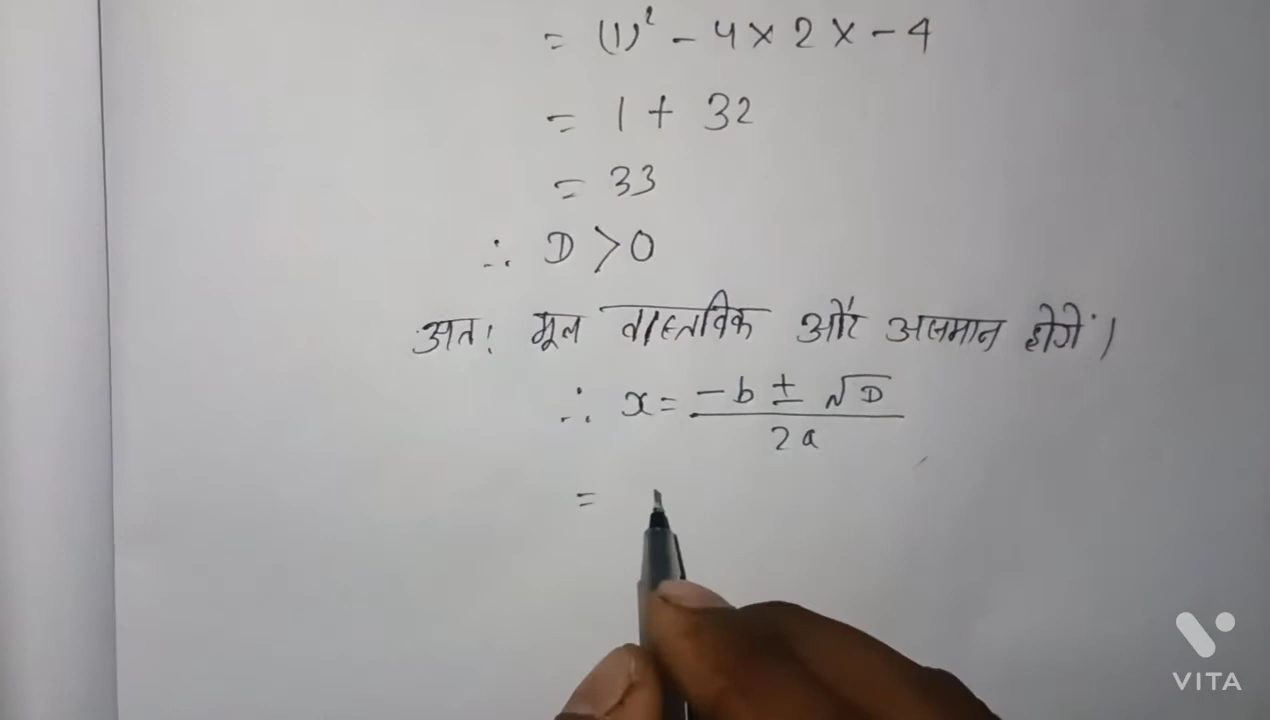 = (1)² - 4 × 2 × - 4
= 1 + 32
= 33
∴ D > 0
अत: मूल वास्तविक और असमान होगें।
∴ x = -b ± √D / 2a
=
VITA